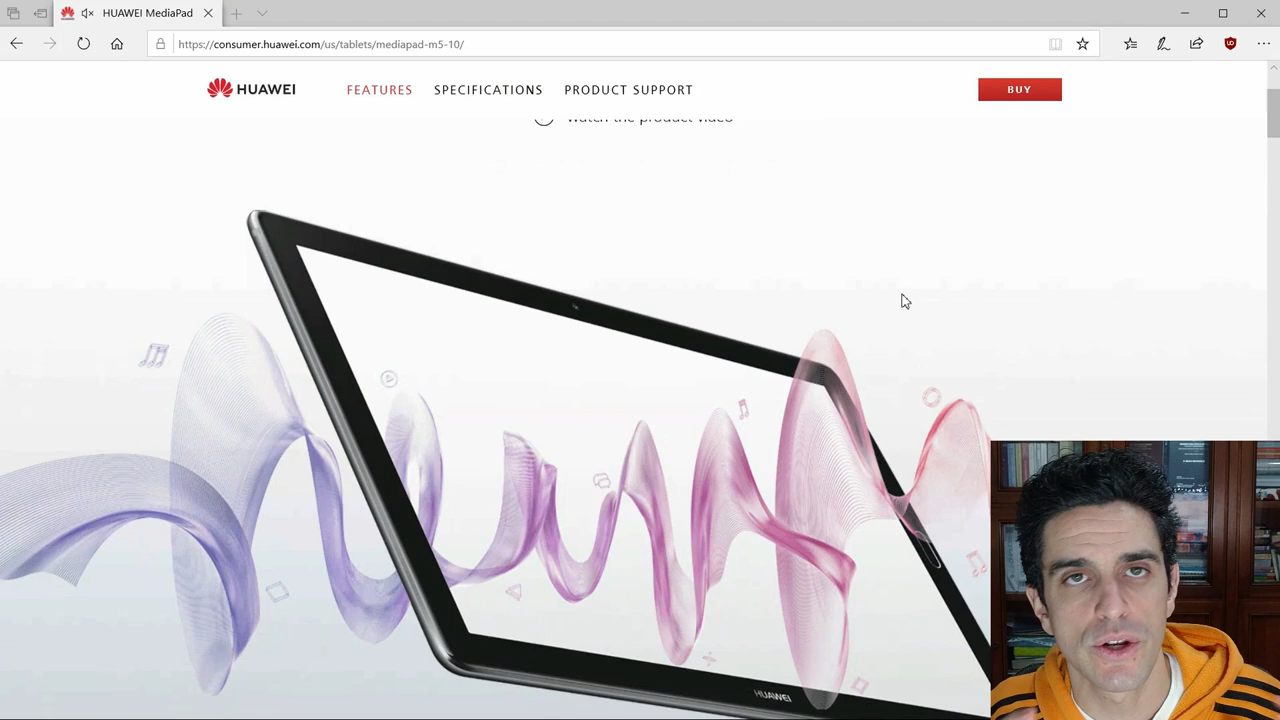 HUAWEI MediaPad
https://consumer.huawei.com/us/tablets/mediapad-m5-10/
HUAWEI
FEATURES
SPECIFICATIONS
PRODUCT SUPPORT
BUY
Watch the product video
HUAWEI